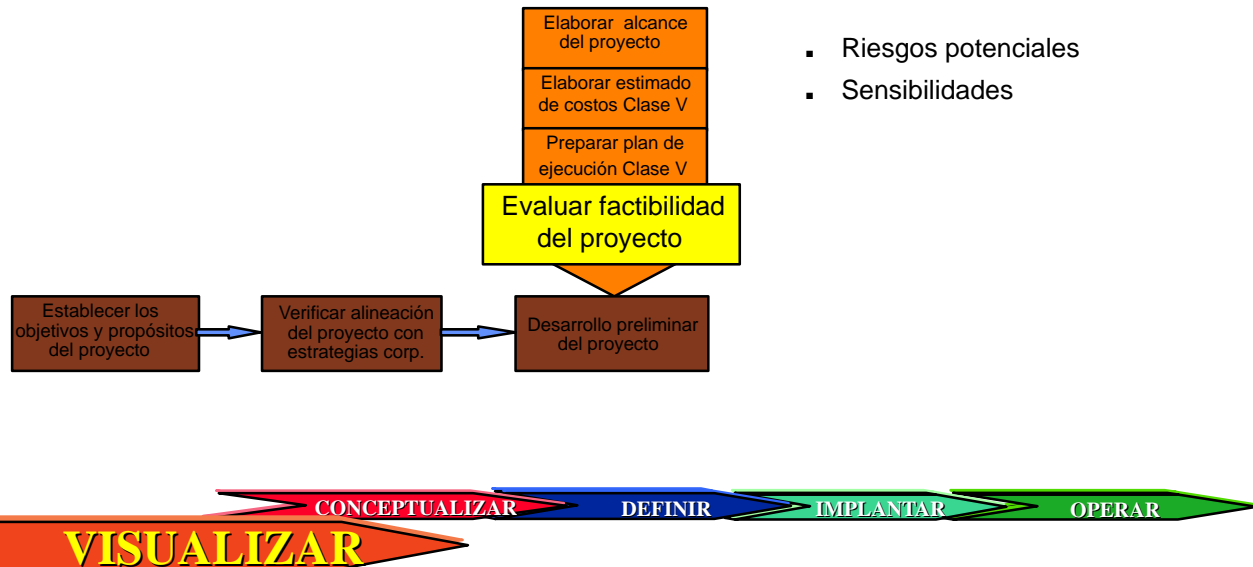 Elaborar alcance
del proyecto
Elaborar estimado
de costos Clase V
Preparar plan de
ejecución Clase V
Evaluar factibilidad
del proyecto
▪ Riesgos potenciales
▪ Sensibilidades
Establecer los
objetivos y propósitos
del proyecto
Verificar alineación
del proyecto con
estrategias corp.
Desarrollo preliminar
del proyecto
VISUALIZAR
CONCEPTUALIZAR
DEFINIR
IMPLANTAR
OPERAR